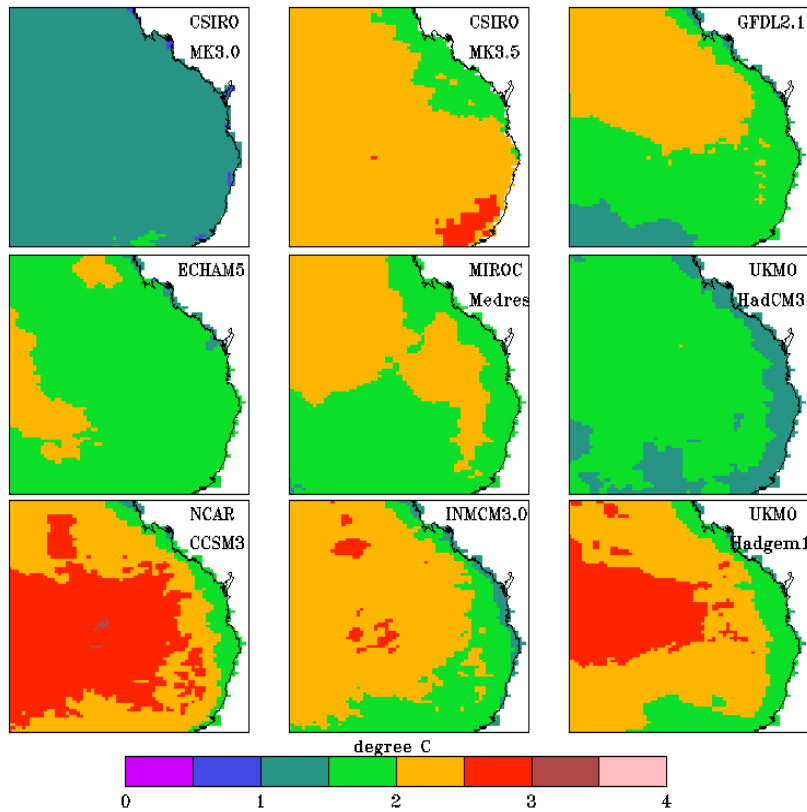 CSIRO
MK3.0
CSIRO
MK3.5
GFDL2.1
ECHAM5
MIROC
Medres
UKMO
HadCM3
NCAR
CCSM3
INMCM3.0
UKMO
Hadgem1
degree C
0 1 2 3 4